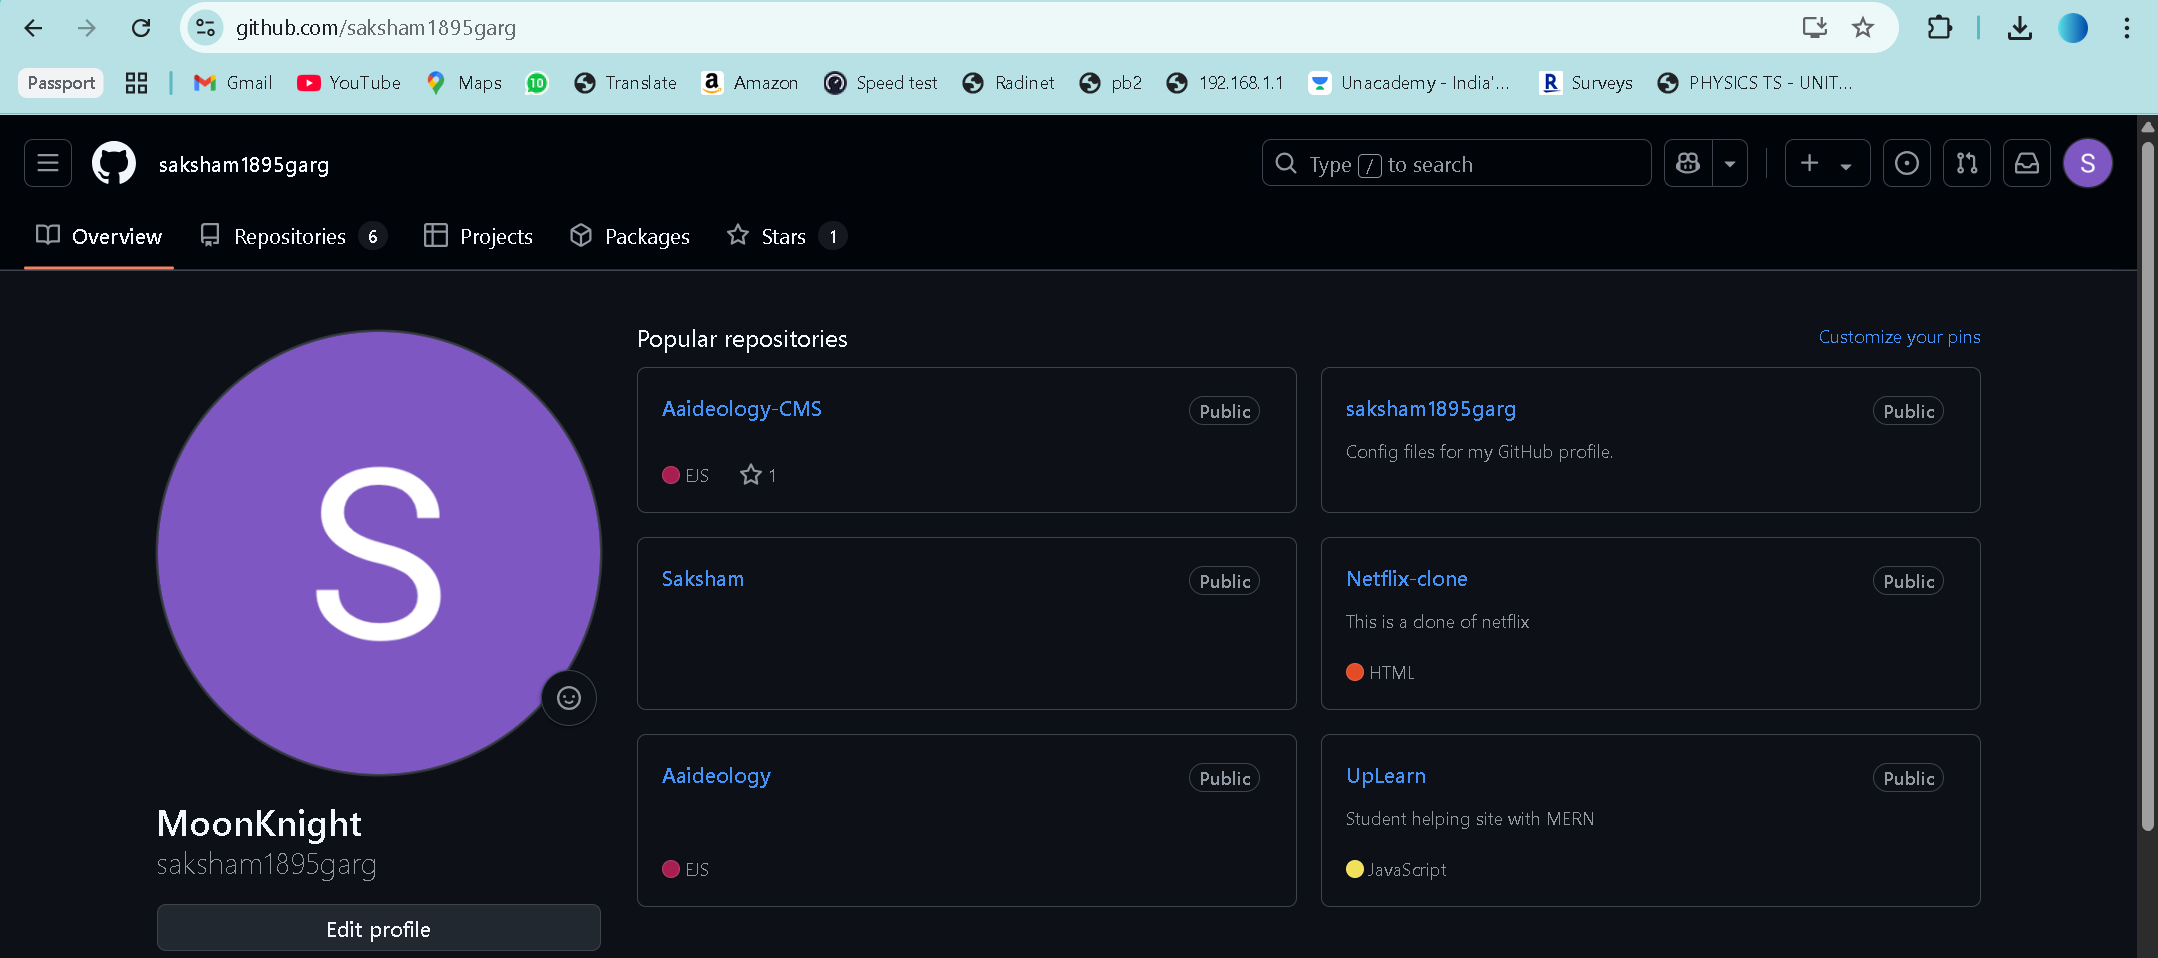 github.com/saksham1895garg
Passport Gmail YouTube Maps 10 Translate a Amazon Speed test Radinet pb2 192.168.1.1 Unacademy - India'... R Surveys PHYSICS TS - UNIT...
saksham1895garg Type / to search S
Overview Repositories 6 Projects Packages Stars 1
S
MoonKnight
saksham1895garg
Edit profile
Popular repositories Customize your pins
Aaideology-CMS Public
EJS 1
saksham1895garg Public
Config files for my GitHub profile.
Saksham Public
Netflix-clone Public
This is a clone of netflix
HTML
Aaideology Public
EJS
UpLearn Public
Student helping site with MERN
JavaScript